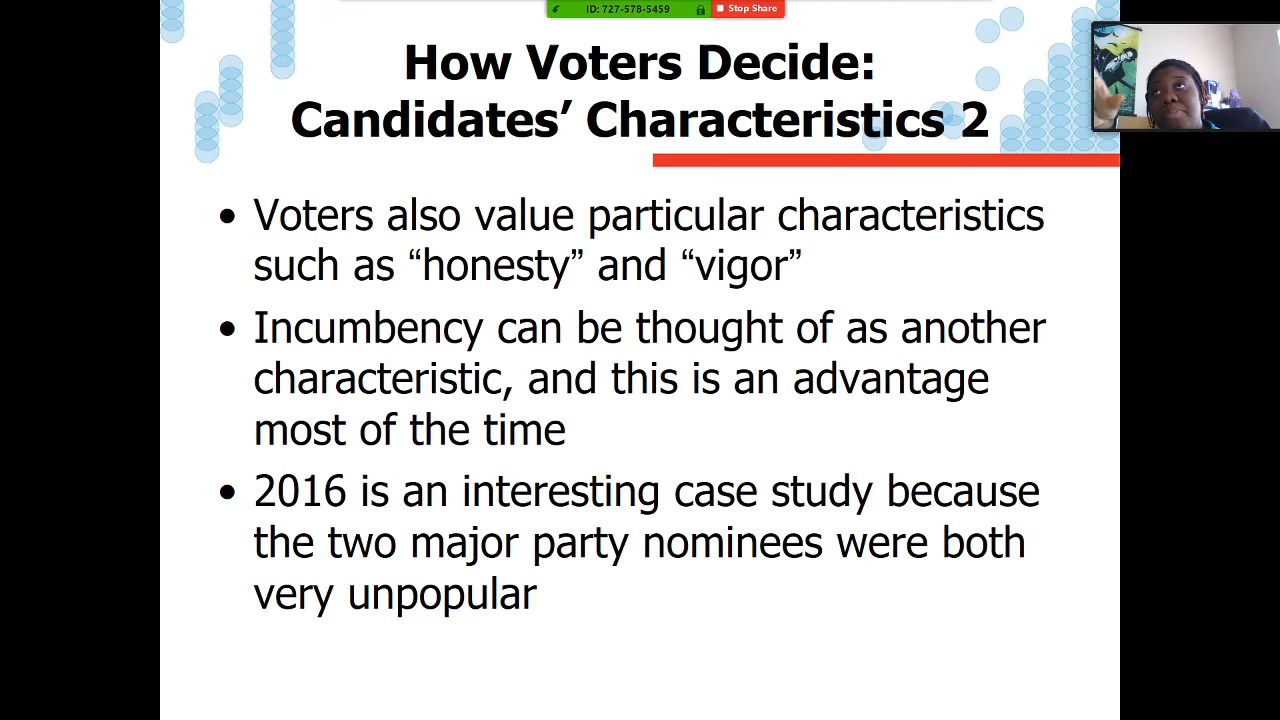 ID: 727-578-5459
Stop Share
How Voters Decide:
Candidates’ Characteristics 2
• Voters also value particular characteristics
such as “honesty” and “vigor”
• Incumbency can be thought of as another
characteristic, and this is an advantage
most of the time
• 2016 is an interesting case study because
the two major party nominees were both
very unpopular